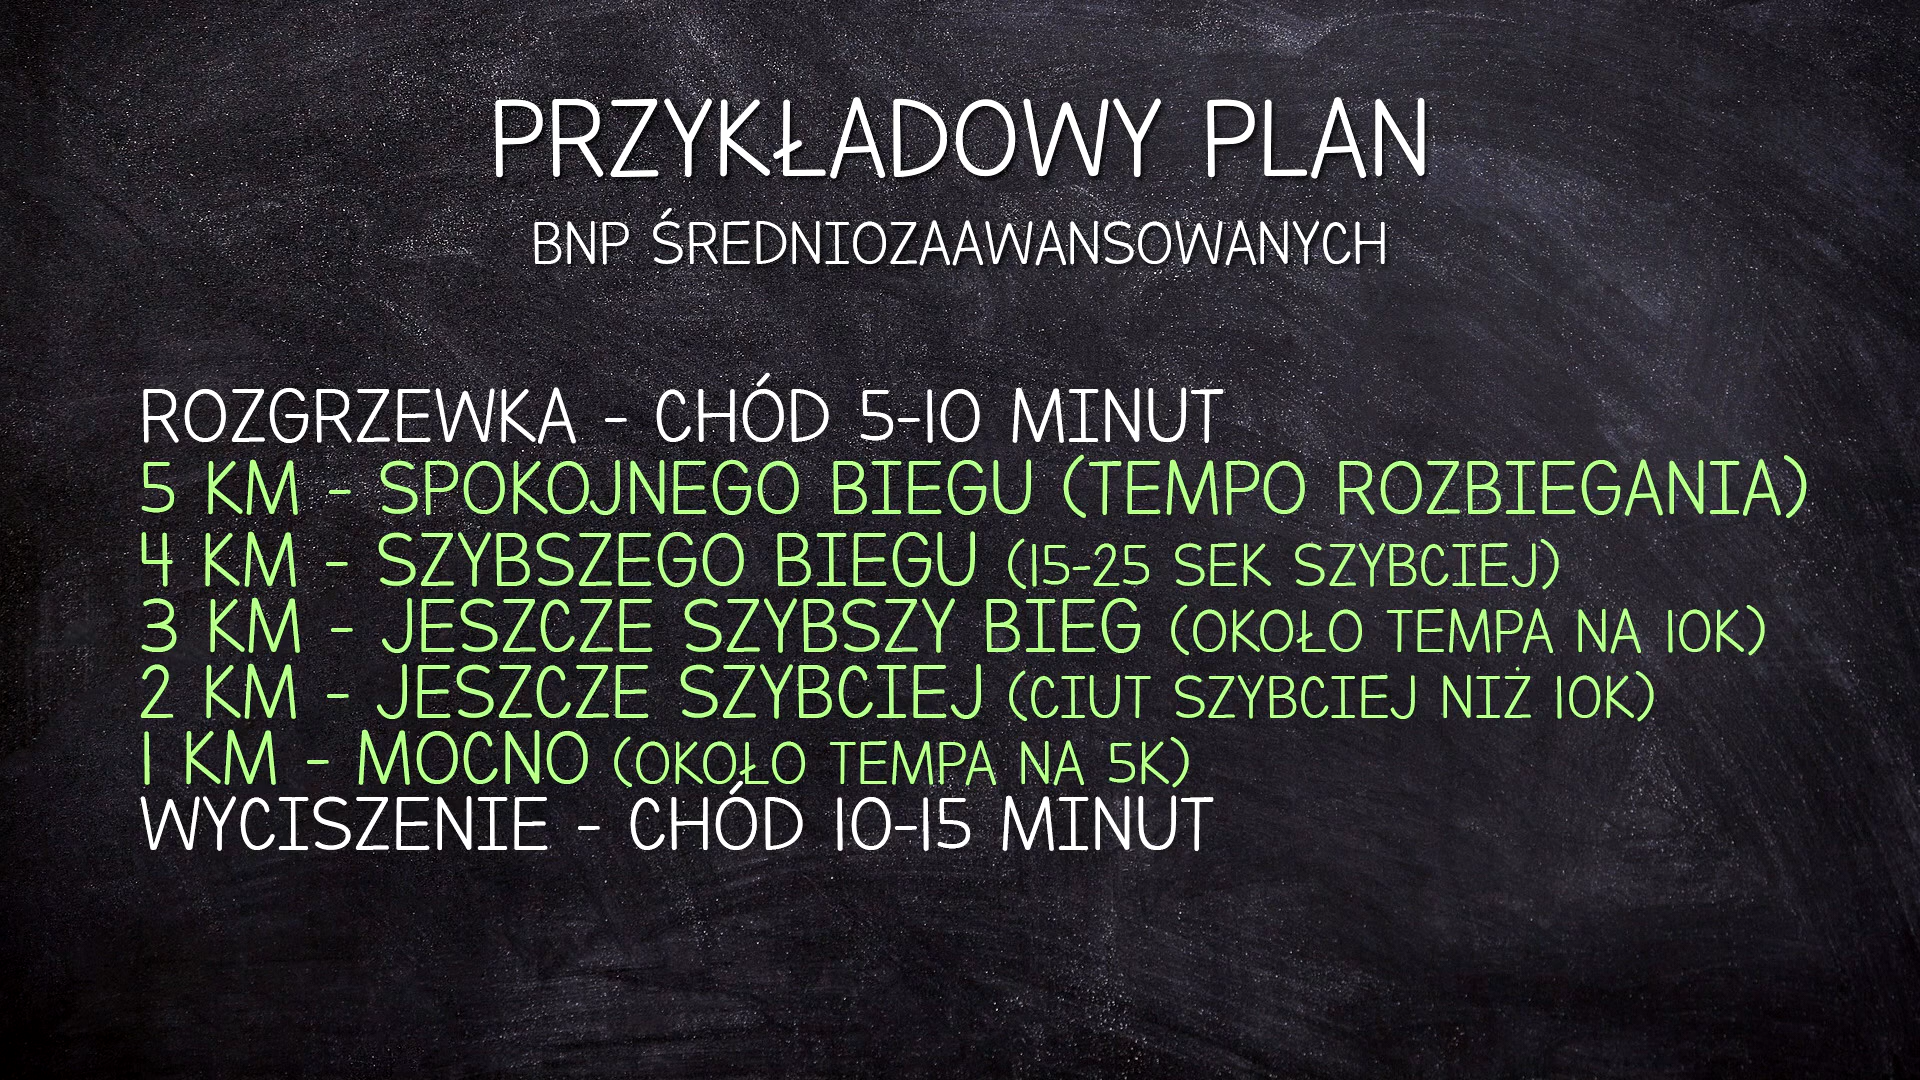 PRZYKŁADOWY PLAN
BNP ŚREDNIOZAAWANSOWANYCH
ROZGRZEWKA - CHÓD 5-10 MINUT
5 KM - SPOKOJNEGO BIEGU (TEMPO ROZBIEGANIA)
4 KM - SZYBSZEGO BIEGU (15-25 SEK SZYBCIEJ)
3 KM - JESZCZE SZYBSZY BIEG (OKOŁO TEMPA NA 10K)
2 KM - JESZCZE SZYBCIEJ (CIUT SZYBCIEJ NIŻ 10K)
1 KM - MOCNO (OKOŁO TEMPA NA 5K)
WYCISZENIE - CHÓD 10-15 MINUT